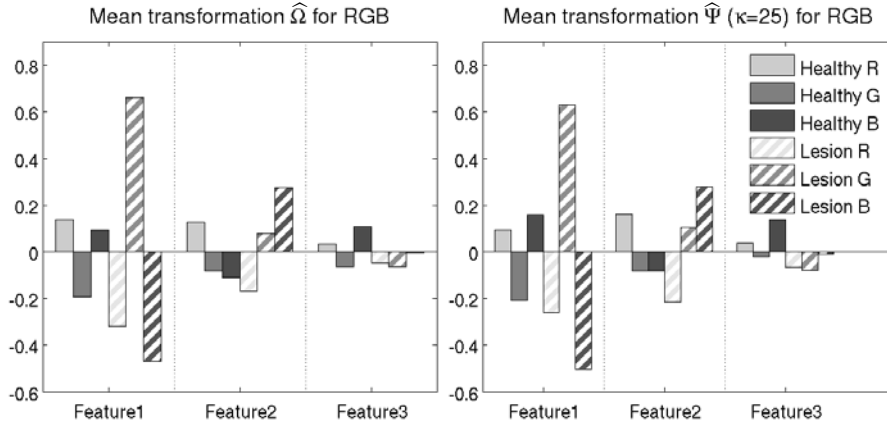 Mean transformation Ω̂ for RGB
0.8
0.6
0.4
0.2
0
-0.2
-0.4
-0.6
Feature1 Feature2 Feature3
Mean transformation Ψ̂ (κ=25) for RGB
0.8
0.6
0.4
0.2
0
-0.2
-0.4
-0.6
Healthy R
Healthy G
Healthy B
Lesion R
Lesion G
Lesion B
Feature1 Feature2 Feature3